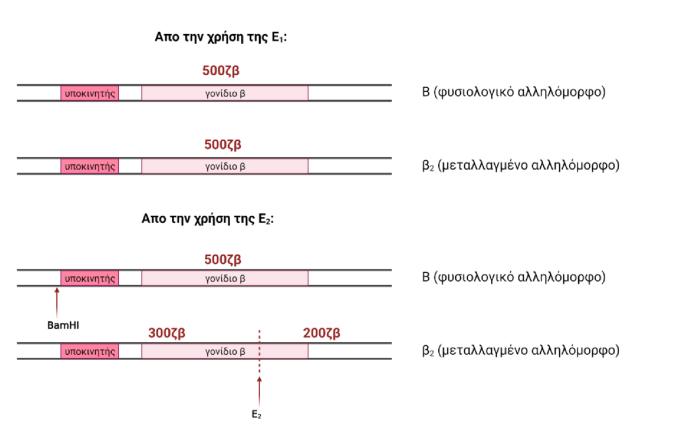 Απο την χρήση της Ε₁:
500ζβ
υποκινητής γονίδιο β Β (φυσιολογικό αλληλόμορφο)
500ζβ
υποκινητής γονίδιο β β₂ (μεταλλαγμένο αλληλόμορφο)
Απο την χρήση της Ε₂:
500ζβ
υποκινητής γονίδιο β Β (φυσιολογικό αλληλόμορφο)
BamHI
300ζβ 200ζβ
υποκινητής γονίδιο β β₂ (μεταλλαγμένο αλληλόμορφο)
Ε₂